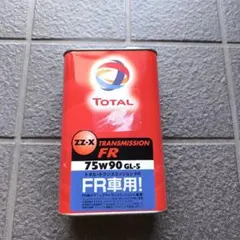 TOTAL
ZZ-X
TRANSMISSION
FR
75W90 GL-5
FR車用!